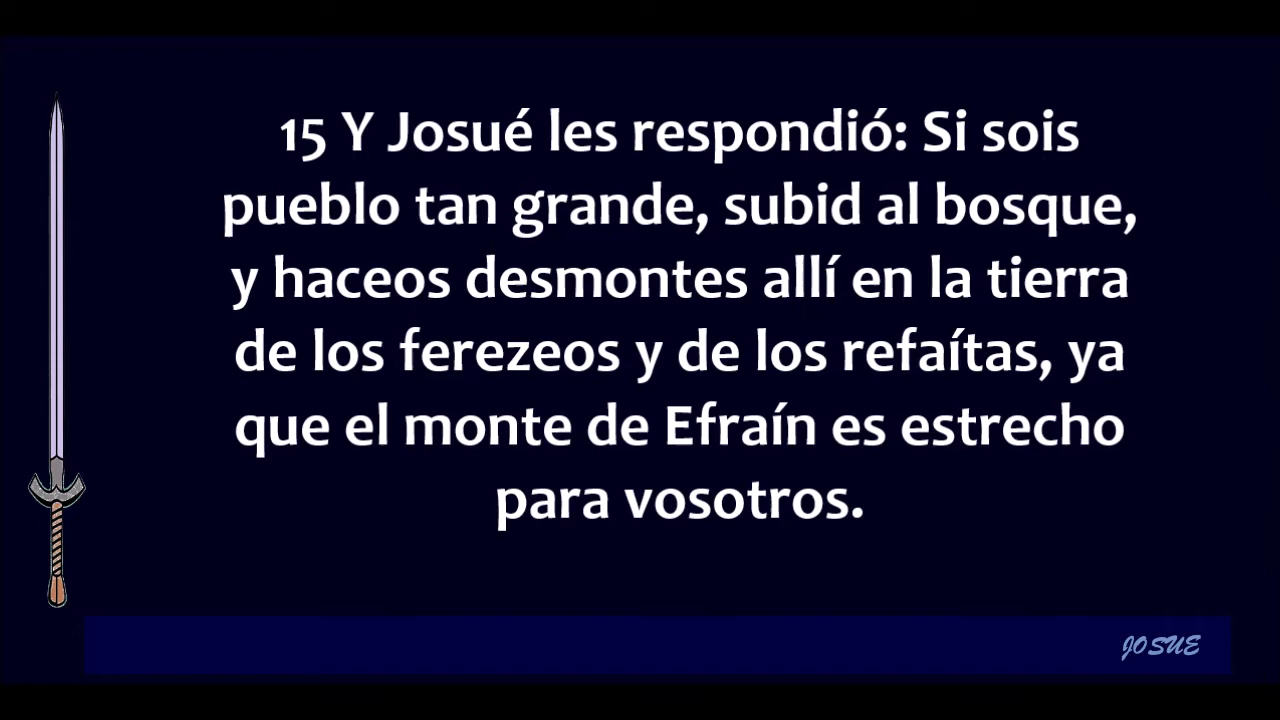 15 Y Josué les respondió: Si sois
pueblo tan grande, subid al bosque,
y haceos desmontes allí en la tierra
de los ferezeos y de los refaítas, ya
que el monte de Efraín es estrecho
para vosotros.
JOSUE